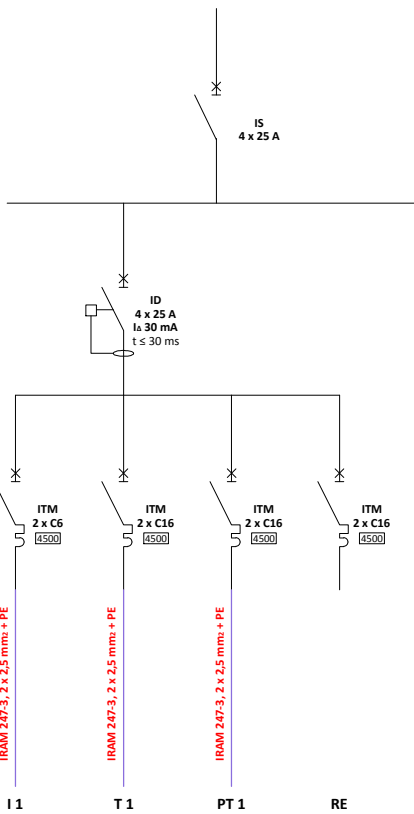 IS
4 x 25 A
ID
4 x 25 A
I∆ 30 mA
t ≤ 30 ms
ITM
2 x C6
4500
ITM
2 x C16
4500
ITM
2 x C16
4500
ITM
2 x C16
4500
IRAM 247-3, 2 x 2,5 mm² + PE
IRAM 247-3, 2 x 2,5 mm² + PE
IRAM 247-3, 2 x 2,5 mm² + PE
I 1
T 1
PT 1
RE